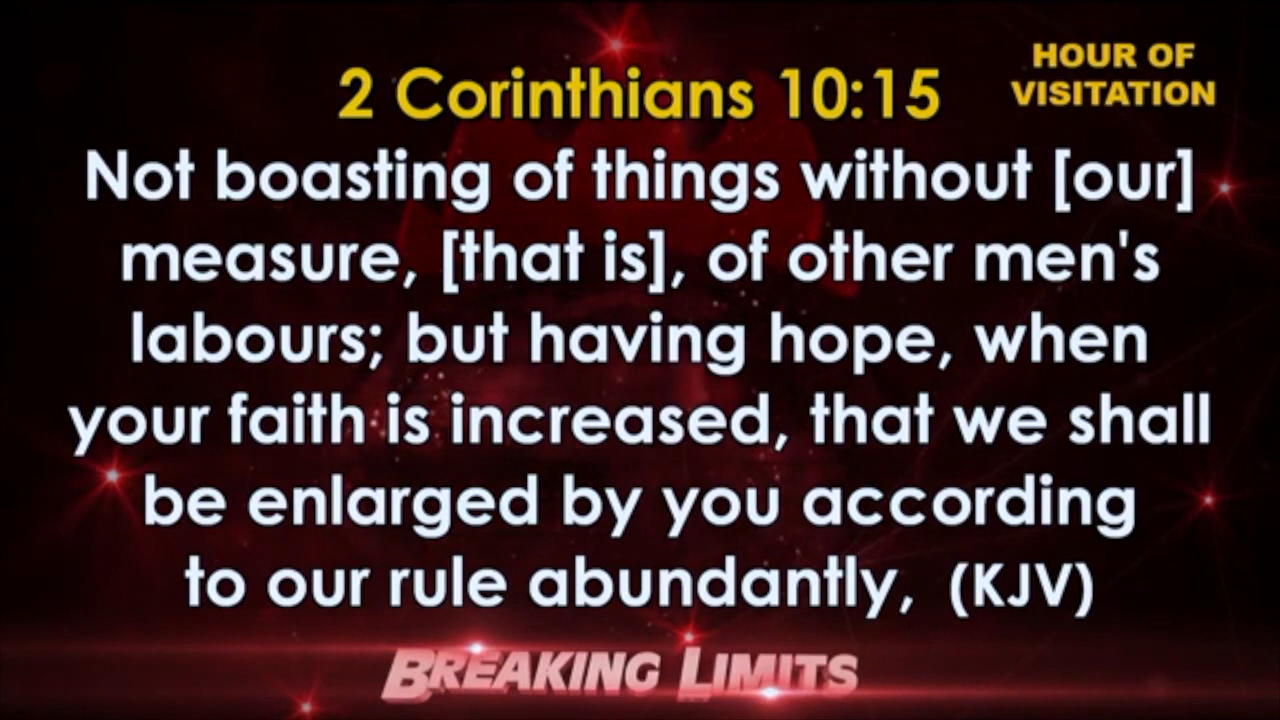 HOUR OF
VISITATION
2 Corinthians 10:15
Not boasting of things without [our]
measure, [that is], of other men's
labours; but having hope, when
your faith is increased, that we shall
be enlarged by you according
to our rule abundantly, (KJV)
BREAKING LIMITS